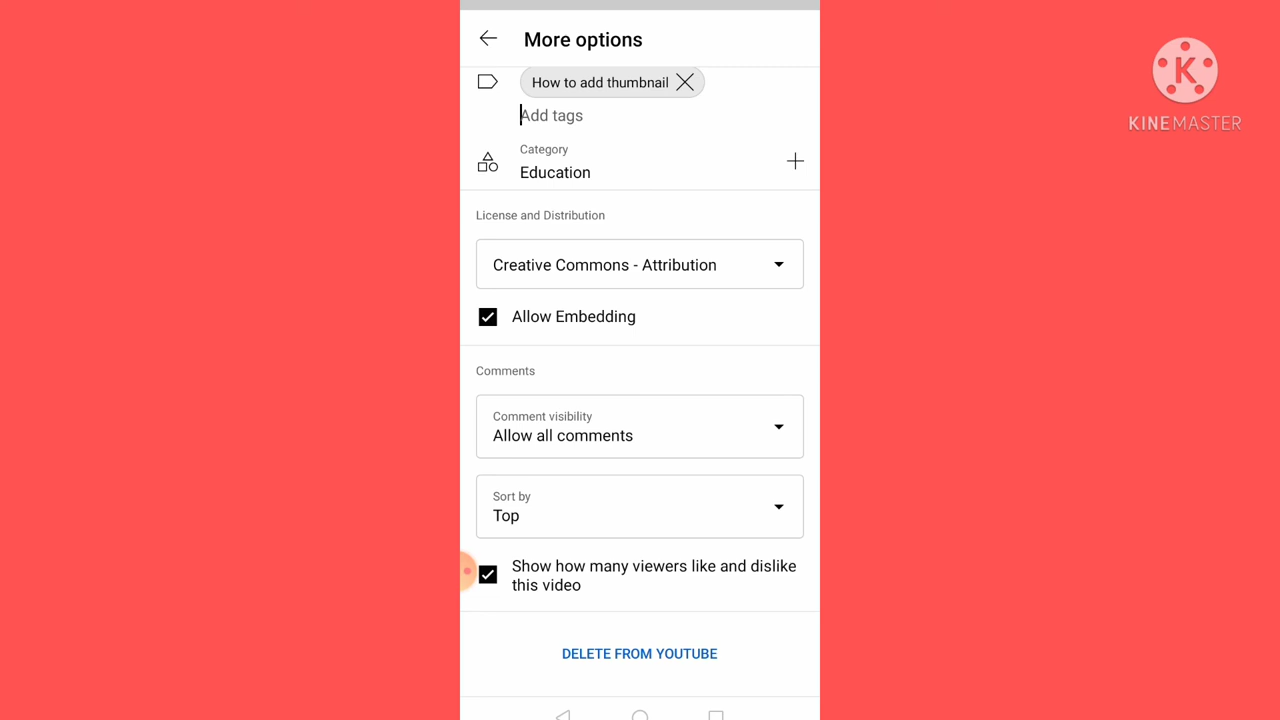 More options
How to add thumbnail
Add tags
Category
Education
License and Distribution
Creative Commons - Attribution
Allow Embedding
Comments
Comment visibility
Allow all comments
Sort by
Top
Show how many viewers like and dislike
this video
DELETE FROM YOUTUBE
K
KINEMASTER